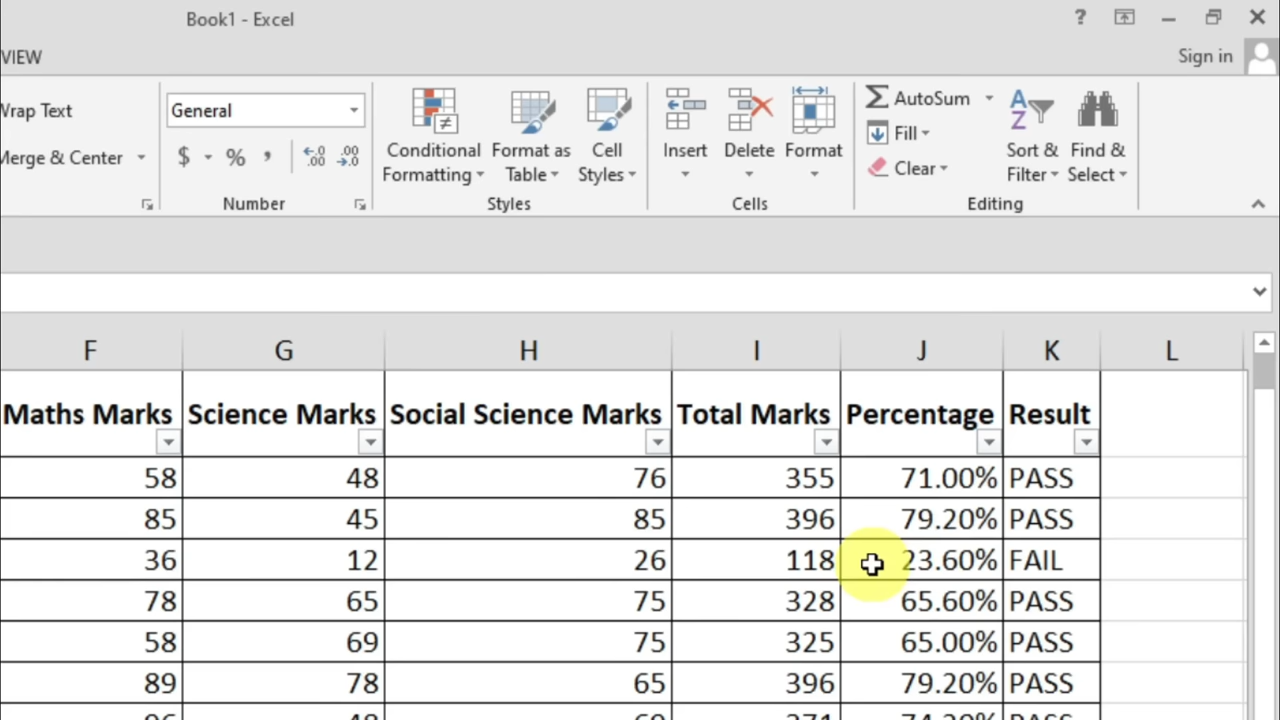 Book1 - Excel
?
VIEW
Sign in
Wrap Text
General
Merge & Center
$ % ,
.0 .00
.00 .0
Conditional Formatting
Format as Table
Cell Styles
Insert
Delete
Format
AutoSum
Fill
Clear
Sort & Filter
Find & Select
Number
Styles
Cells
Editing
F G H I J K L
Maths Marks Science Marks Social Science Marks Total Marks Percentage Result
58 48 76 355 71.00% PASS
85 45 85 396 79.20% PASS
36 12 26 118 23.60% FAIL
78 65 75 328 65.60% PASS
58 69 75 325 65.00% PASS
89 78 65 396 79.20% PASS